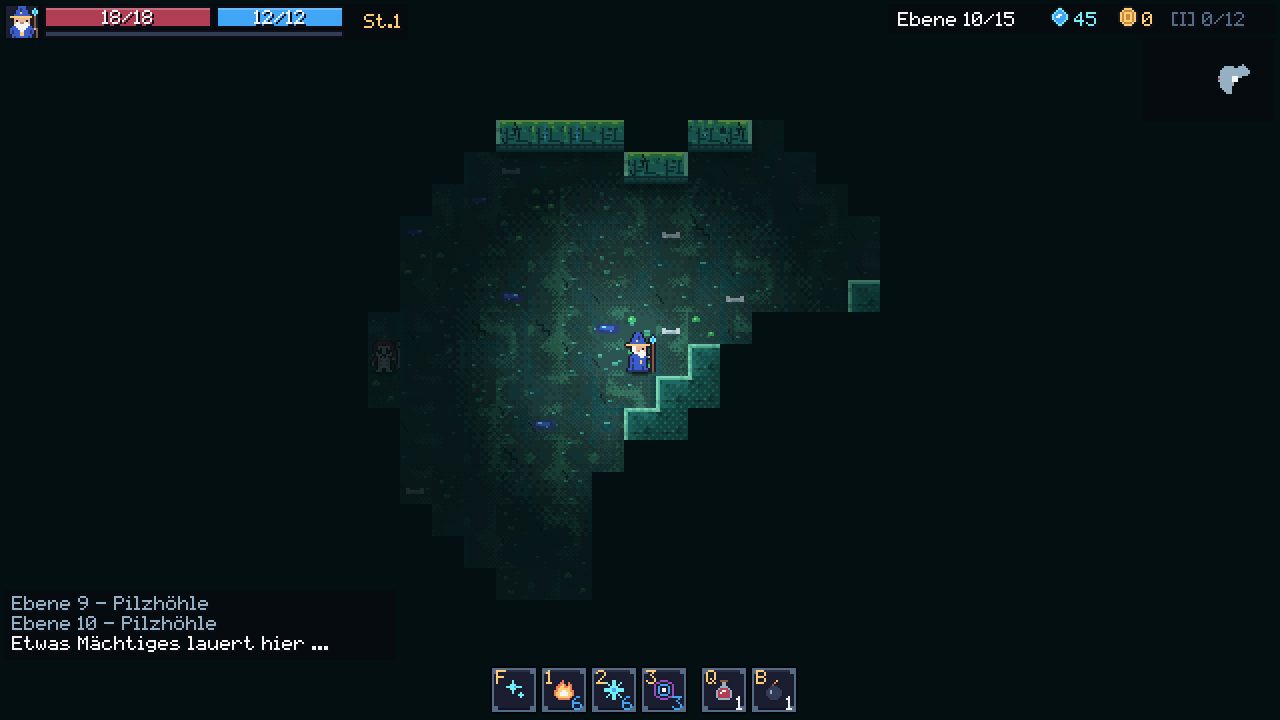 18/18 12/12 St.1 Ebene 10/15 45 0 [I] 0/12
Ebene 9 - Pilzhöhle
Ebene 10 - Pilzhöhle
Etwas Mächtiges lauert hier ...
F 1 6 2 6 3 3 Q 1 B 1